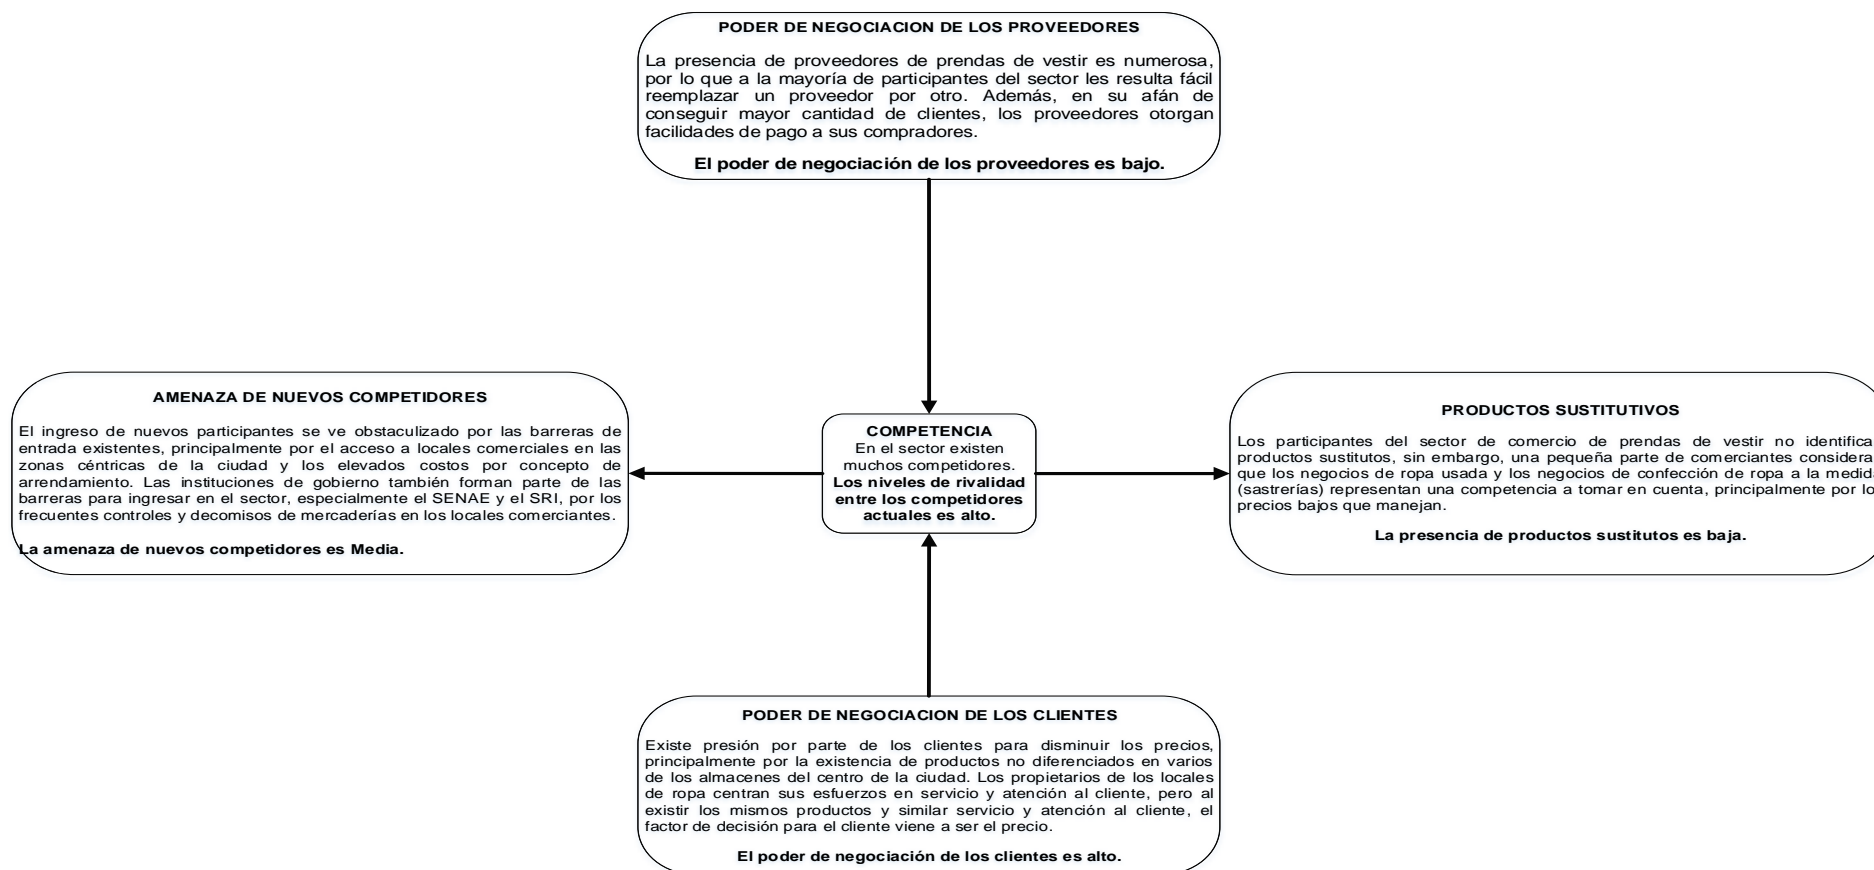 PODER DE NEGOCIACION DE LOS PROVEEDORES
La presencia de proveedores de prendas de vestir es numerosa,
por lo que a la mayoría de participantes del sector les resulta fácil
reemplazar un proveedor por otro. Además, en su afán de
conseguir mayor cantidad de clientes, los proveedores otorgan
facilidades de pago a sus compradores.
El poder de negociación de los proveedores es bajo.
AMENAZA DE NUEVOS COMPETIDORES
El ingreso de nuevos participantes se ve obstaculizado por las barreras de
entrada existentes, principalmente por el acceso a locales comerciales en las
zonas céntricas de la ciudad y los elevados costos por concepto de
arrendamiento. Las instituciones de gobierno también forman parte de las
barreras para ingresar en el sector, especialmente el SENAE y el SRI, por los
frecuentes controles y decomisos de mercaderías en los locales comerciantes.
La amenaza de nuevos competidores es Media.
COMPETENCIA
En el sector existen
muchos competidores.
Los niveles de rivalidad
entre los competidores
actuales es alto.
PRODUCTOS SUSTITUTIVOS
Los participantes del sector de comercio de prendas de vestir no identifica
productos sustitutos, sin embargo, una pequeña parte de comerciantes considera
que los negocios de ropa usada y los negocios de confección de ropa a la medida
(sastrerías) representan una competencia a tomar en cuenta, principalmente por lo
precios bajos que manejan.
La presencia de productos sustitutos es baja.
PODER DE NEGOCIACION DE LOS CLIENTES
Existe presión por parte de los clientes para disminuir los precios,
principalmente por la existencia de productos no diferenciados en varios
de los almacenes del centro de la ciudad. Los propietarios de los locales
de ropa centran sus esfuerzos en servicio y atención al cliente, pero al
existir los mismos productos y similar servicio y atención al cliente, el
factor de decisión para el cliente viene a ser el precio.
El poder de negociación de los clientes es alto.